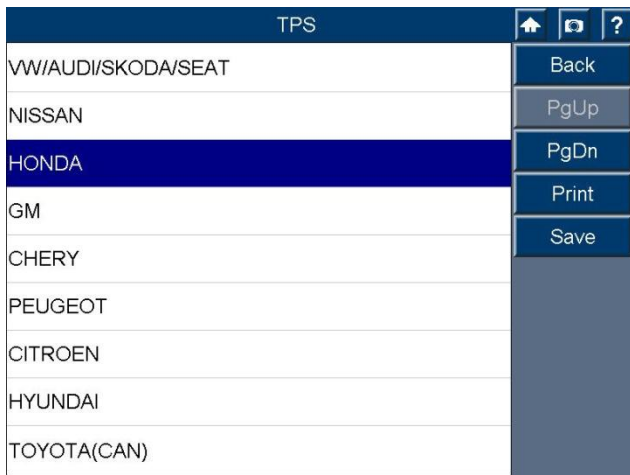 TPS
?
VW/AUDI/SKODA/SEAT
NISSAN
HONDA
GM
CHERY
PEUGEOT
CITROEN
HYUNDAI
TOYOTA(CAN)
Back
PgUp
PgDn
Print
Save